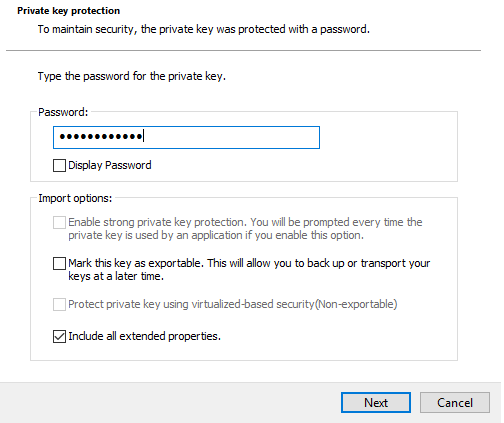 Private key protection
To maintain security, the private key was protected with a password.
Type the password for the private key.
Password:
●●●●●●●●●●●●
Display Password
Import options:
Enable strong private key protection. You will be prompted every time the
private key is used by an application if you enable this option.
Mark this key as exportable. This will allow you to back up or transport your
keys at a later time.
Protect private key using virtualized-based security(Non-exportable)
Include all extended properties.
Next
Cancel